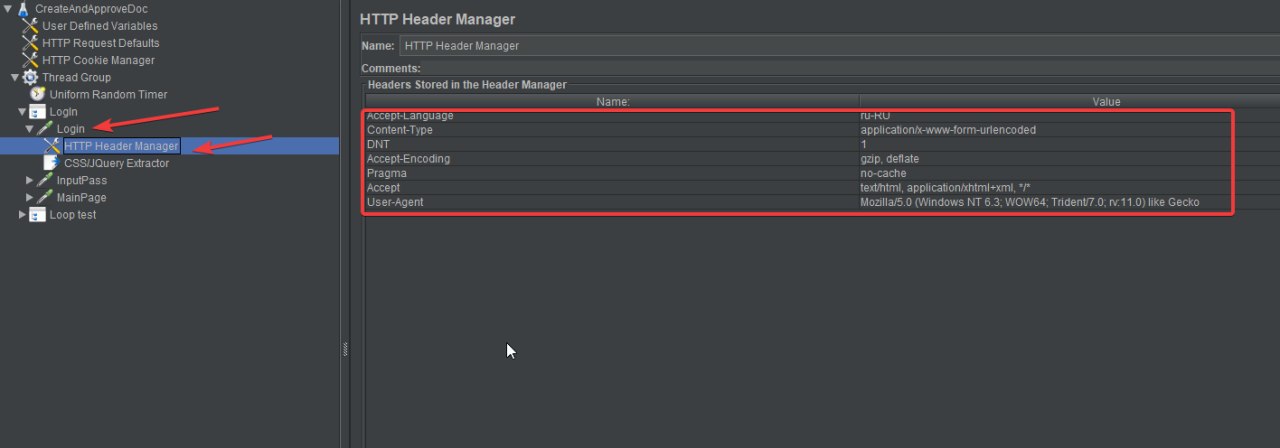 CreateAndApproveDoc
User Defined Variables
HTTP Request Defaults
HTTP Cookie Manager
Thread Group
Uniform Random Timer
LogIn
Login
HTTP Header Manager
CSS/JQuery Extractor
InputPass
MainPage
Loop test
HTTP Header Manager
Name: HTTP Header Manager
Comments:
Headers Stored in the Header Manager
Name: Value
Accept-Language ru-RU
Content-Type application/x-www-form-urlencoded
DNT 1
Accept-Encoding gzip, deflate
Pragma no-cache
Accept text/html, application/xhtml+xml, */*
User-Agent Mozilla/5.0 (Windows NT 6.3; WOW64; Trident/7.0; rv:11.0) like Gecko